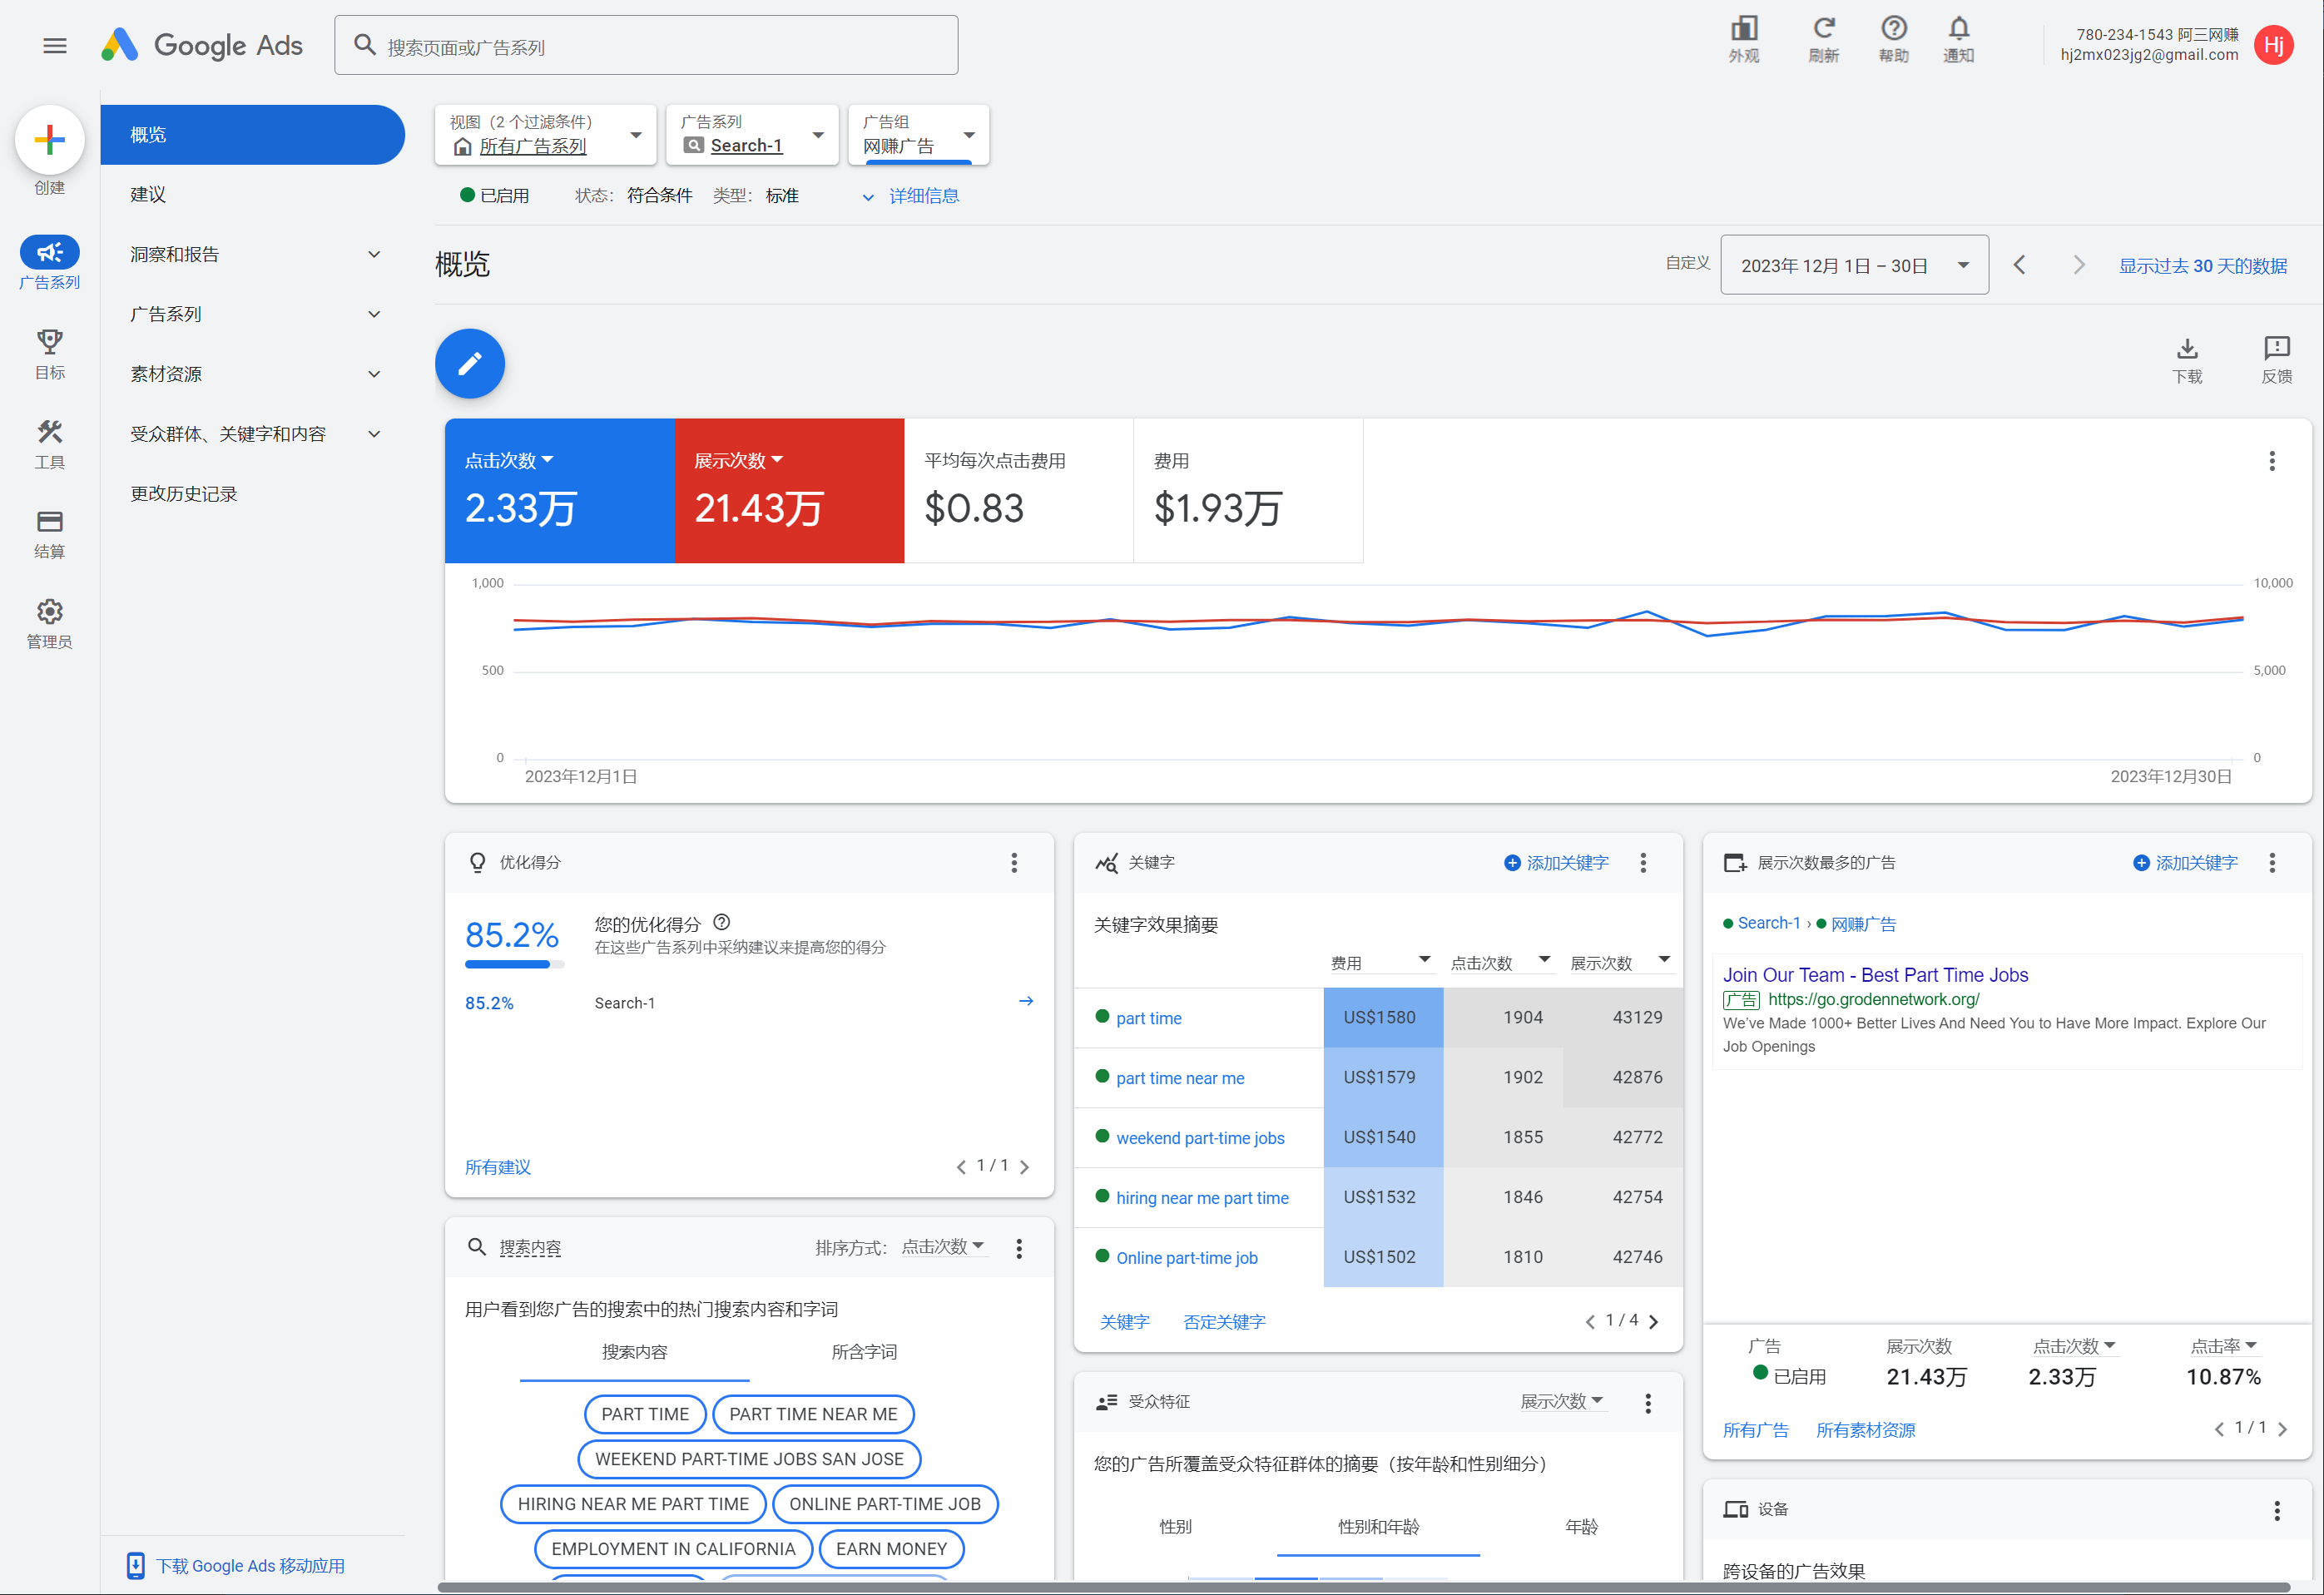 Google Ads
搜索页面或广告系列
外观
刷新
帮助
通知
780-234-1543 阿三网赚
hj2mx023jg2@gmail.com
Hj
创建
广告系列
目标
工具
结算
管理员
概览
建议
洞察和报告
广告系列
素材资源
受众群体、关键字和内容
更改历史记录
下载 Google Ads 移动应用
视图（2 个过滤条件）
所有广告系列
广告系列
Search-1
广告组
网赚广告
已启用 状态： 符合条件 类型： 标准 详细信息
概览
自定义
2023年 12月 1日 – 30日
显示过去 30 天的数据
下载
反馈
点击次数
2.33万
展示次数
21.43万
平均每次点击费用
$0.83
费用
$1.93万
1,000
10,000
500
5,000
0
0
2023年12月1日
2023年12月30日
优化得分
85.2%
您的优化得分
在这些广告系列中采纳建议来提高您的得分
85.2% Search-1
所有建议
1 / 1
搜索内容
排序方式： 点击次数
用户看到您广告的搜索中的热门搜索内容和字词
搜索内容 所含字词
PART TIME PART TIME NEAR ME
WEEKEND PART-TIME JOBS SAN JOSE
HIRING NEAR ME PART TIME ONLINE PART-TIME JOB
EMPLOYMENT IN CALIFORNIA EARN MONEY
关键字
添加关键字
关键字效果摘要
费用 点击次数 展示次数
part time US$1580 1904 43129
part time near me US$1579 1902 42876
weekend part-time jobs US$1540 1855 42772
hiring near me part time US$1532 1846 42754
Online part-time job US$1502 1810 42746
关键字 否定关键字
1 / 4
受众特征
展示次数
您的广告所覆盖受众特征群体的摘要（按年龄和性别细分）
性别 性别和年龄 年龄
展示次数最多的广告
添加关键字
Search-1 › 网赚广告
Join Our Team - Best Part Time Jobs
广告 https://go.grodennetwork.org/
We've Made 1000+ Better Lives And Need You to Have More Impact. Explore Our
Job Openings
广告 展示次数 点击次数 点击率
已启用 21.43万 2.33万 10.87%
所有广告 所有素材资源
1 / 1
设备
跨设备的广告效果